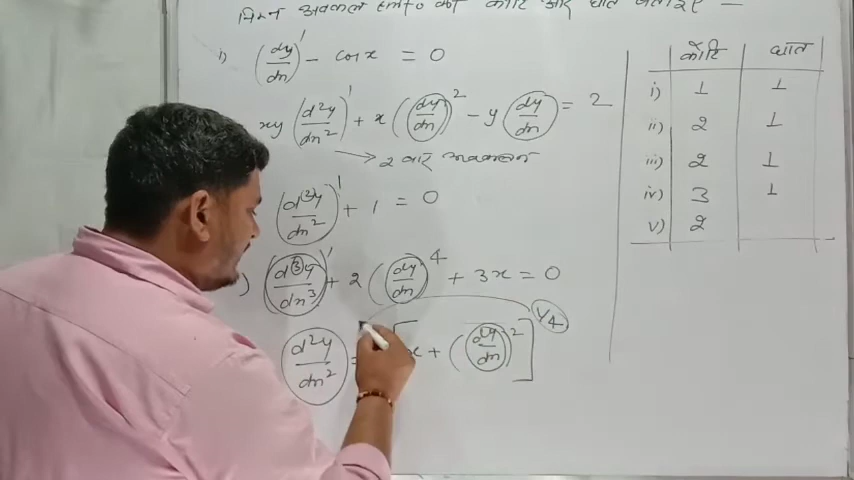 निम्न अवकल समी० की कोटि और घात बताइए —
i) (dy/dx)¹ - cosx = 0
xy (d²y/dx²)¹ + x (dy/dx)² - y (dy/dx) = 2
→ 2 बार अवकलन
(d²y/dx²)¹ + 1 = 0
) (d³y/dx³)¹ + 2 (dy/dx)⁴ + 3x = 0
d²y/dx² = [x + (dy/dx)²]^1/4
कोटि घात
i) 1 1
ii) 2 1
iii) 2 1
iv) 3 1
v) 2